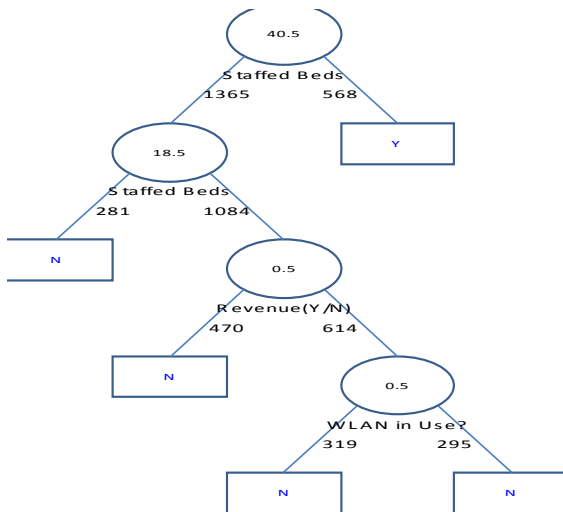 40.5
Staffed Beds
1365 568
18.5
Y
Staffed Beds
281 1084
N
0.5
Revenue(Y/N)
470 614
N
0.5
WLAN in Use?
319 295
N N